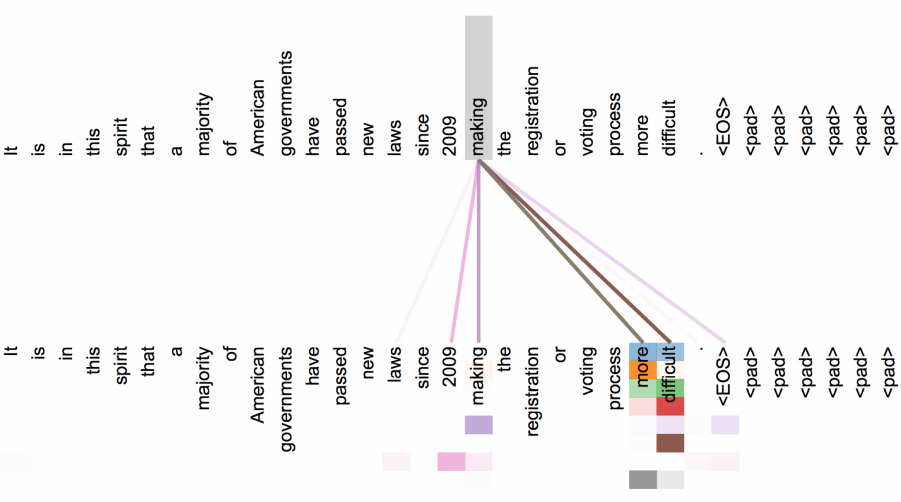 It is in this spirit that a majority of American governments have passed new laws since 2009 making the registration or voting process more difficult . <EOS> <pad> <pad> <pad> <pad> <pad> <pad>
It is in this spirit that a majority of American governments have passed new laws since 2009 making the registration or voting process more difficult . <EOS> <pad> <pad> <pad> <pad> <pad> <pad>